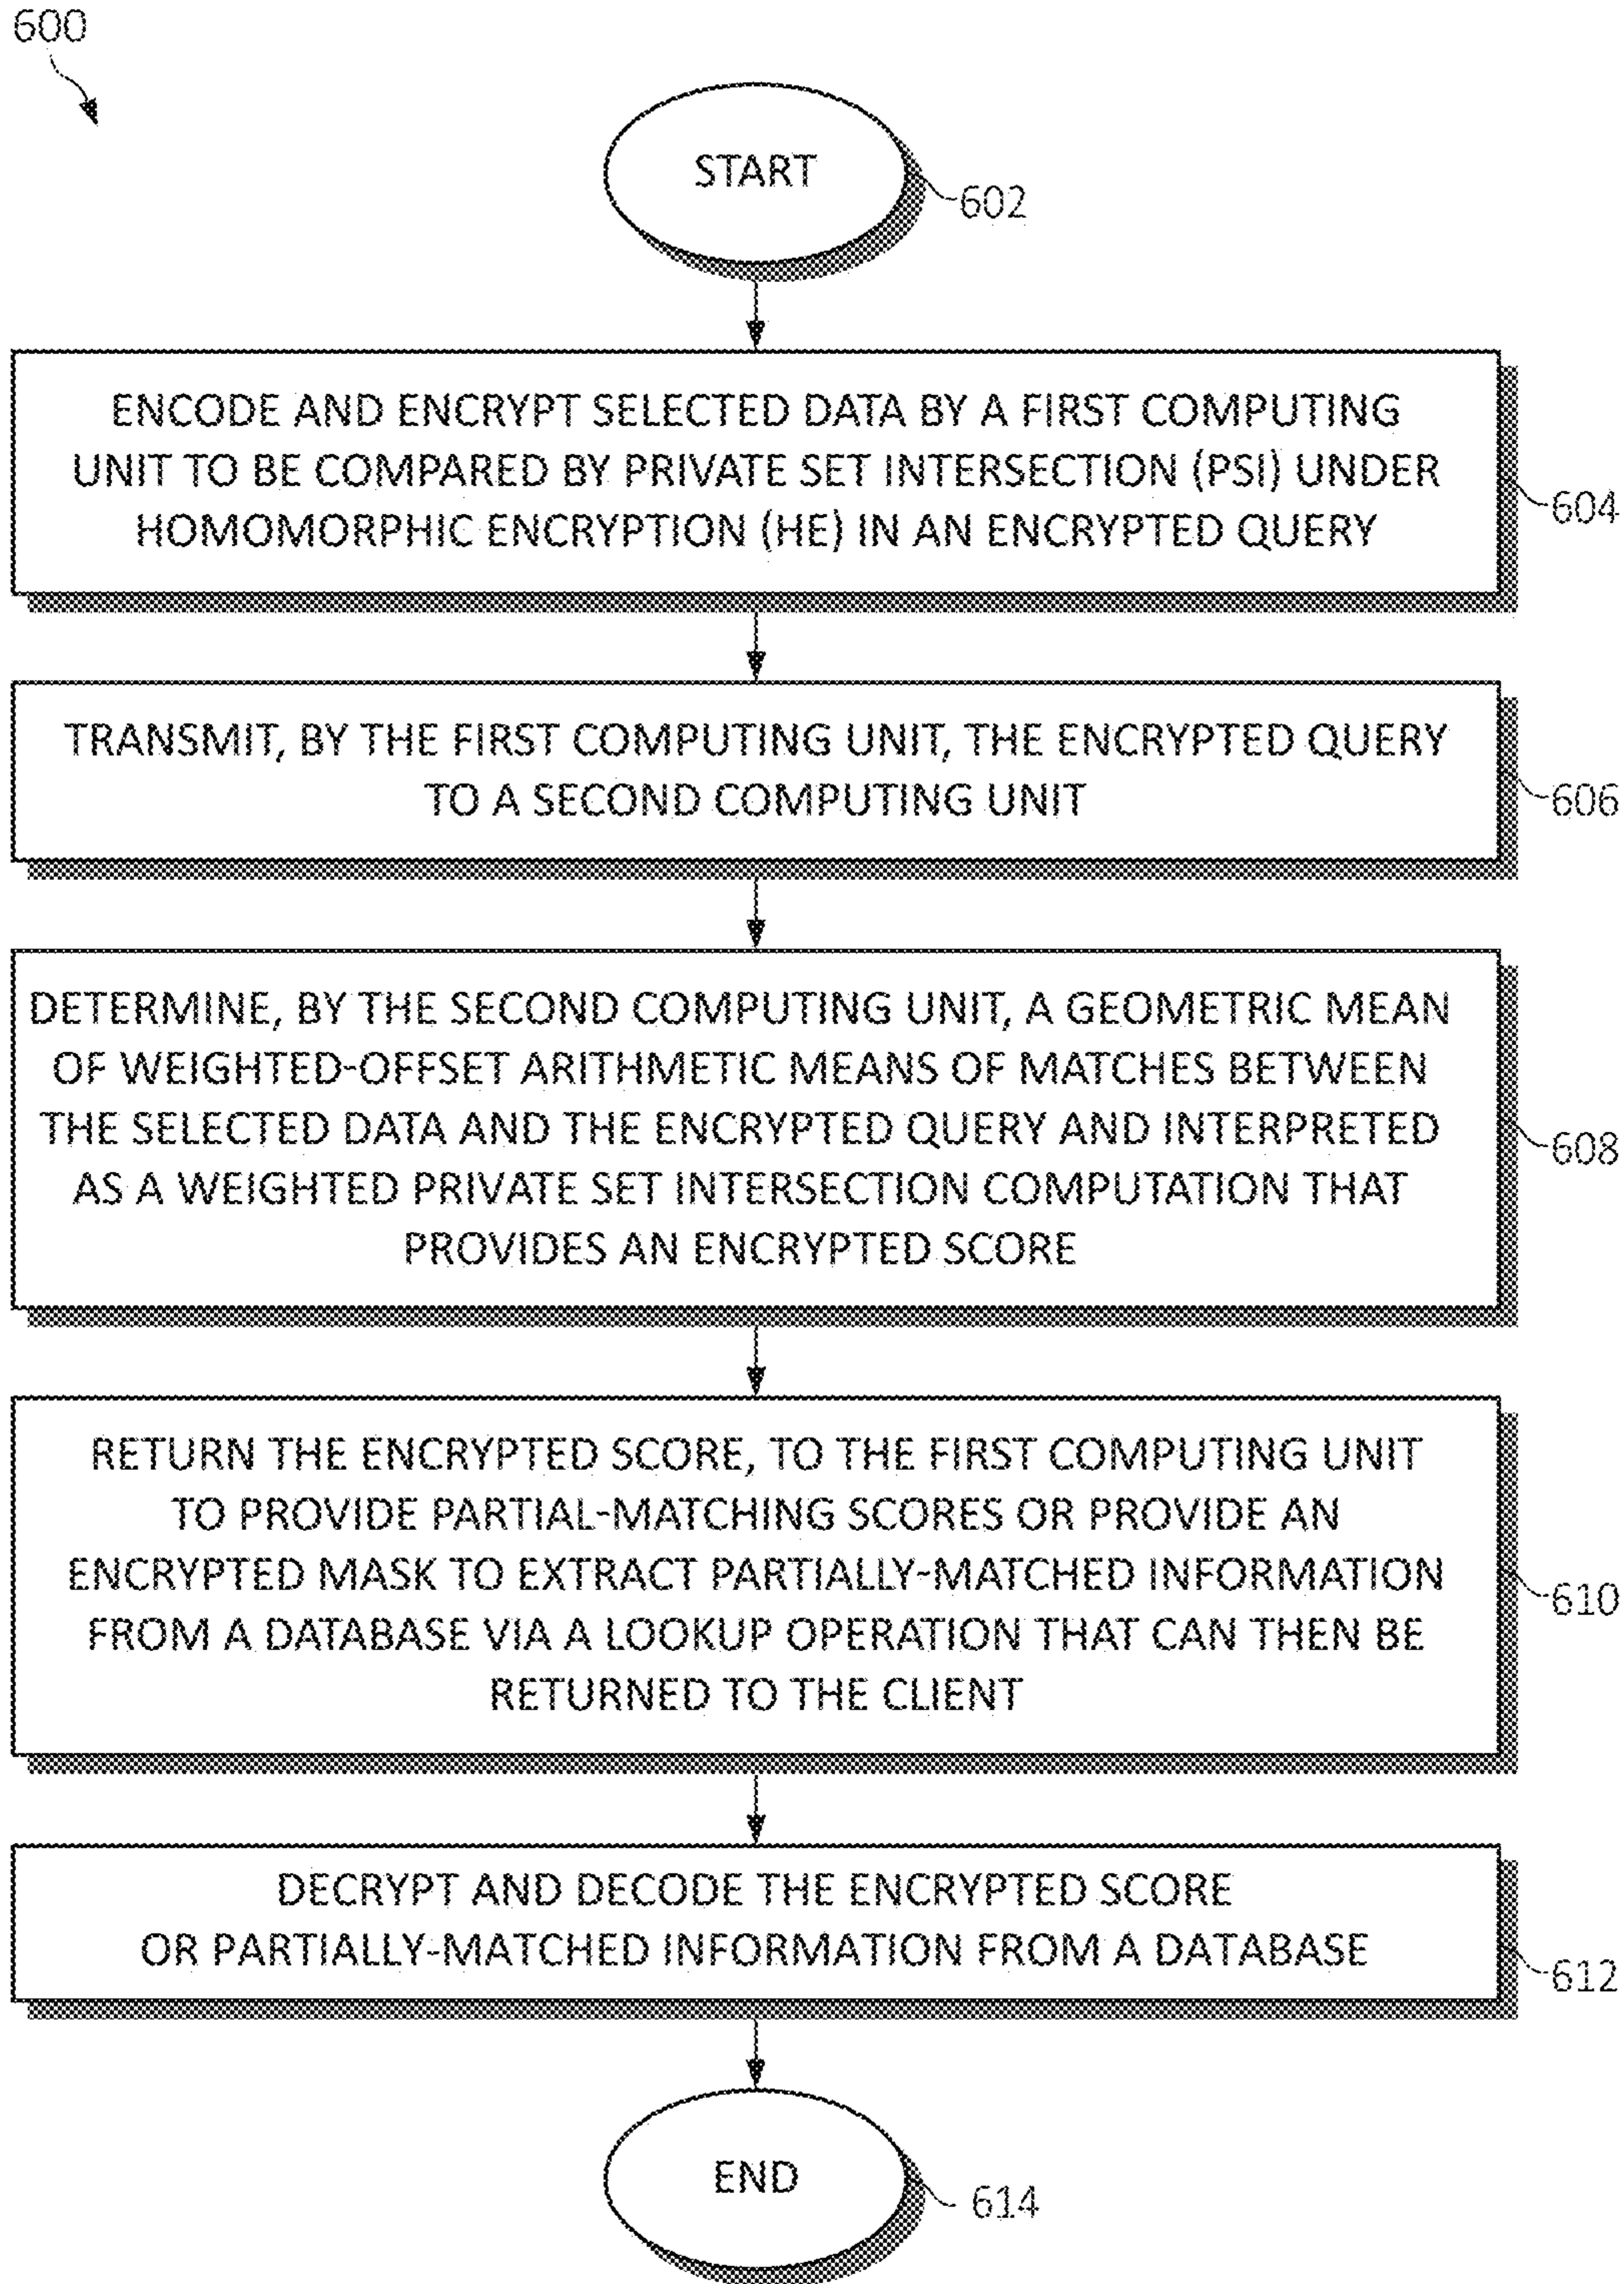 600
START
602
ENCODE AND ENCRYPT SELECTED DATA BY A FIRST COMPUTING
UNIT TO BE COMPARED BY PRIVATE SET INTERSECTION (PSI) UNDER
HOMOMORPHIC ENCRYPTION (HE) IN AN ENCRYPTED QUERY
604
TRANSMIT, BY THE FIRST COMPUTING UNIT, THE ENCRYPTED QUERY
TO A SECOND COMPUTING UNIT
606
DETERMINE, BY THE SECOND COMPUTING UNIT, A GEOMETRIC MEAN
OF WEIGHTED-OFFSET ARITHMETIC MEANS OF MATCHES BETWEEN
THE SELECTED DATA AND THE ENCRYPTED QUERY AND INTERPRETED
AS A WEIGHTED PRIVATE SET INTERSECTION COMPUTATION THAT
PROVIDES AN ENCRYPTED SCORE
608
RETURN THE ENCRYPTED SCORE, TO THE FIRST COMPUTING UNIT
TO PROVIDE PARTIAL-MATCHING SCORES OR PROVIDE AN
ENCRYPTED MASK TO EXTRACT PARTIALLY-MATCHED INFORMATION
FROM A DATABASE VIA A LOOKUP OPERATION THAT CAN THEN BE
RETURNED TO THE CLIENT
610
DECRYPT AND DECODE THE ENCRYPTED SCORE
OR PARTIALLY-MATCHED INFORMATION FROM A DATABASE
612
END
614